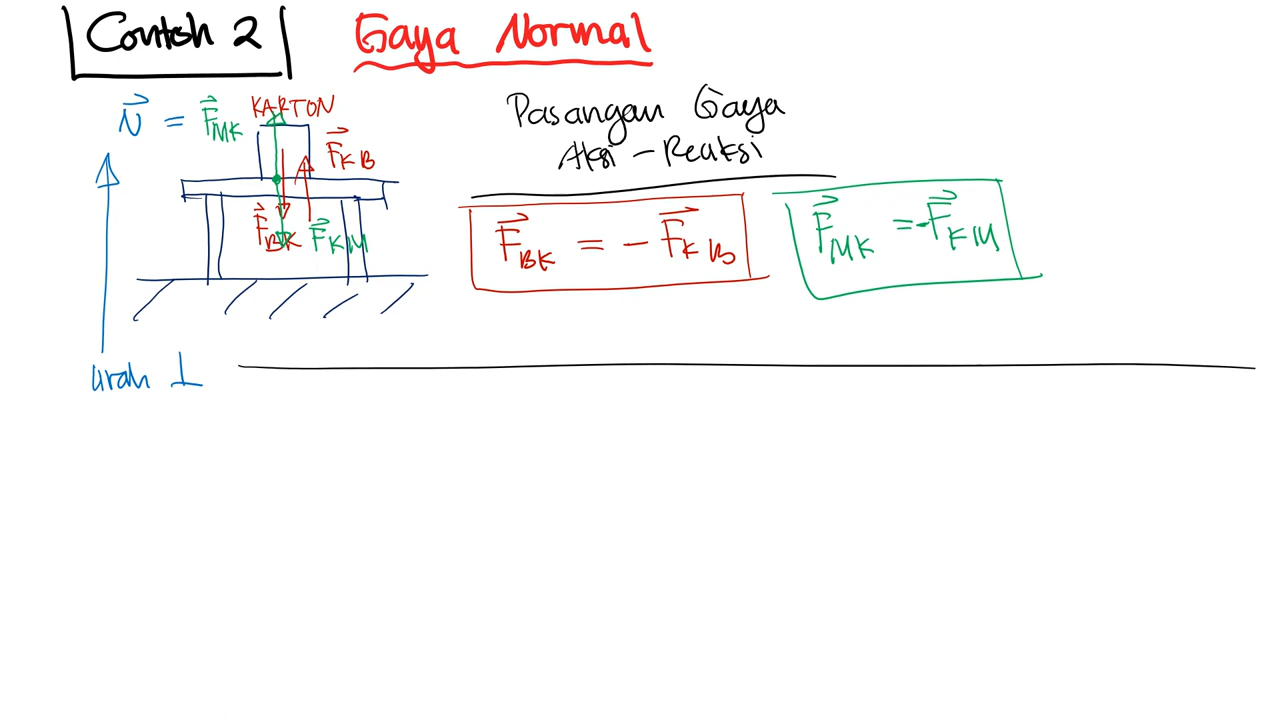 Contoh 2 Gaya Normal
N = F_MK KARTON
F_KB
F_BK F_KM
arah ⊥
Pasangan Gaya
Aksi - Reaksi
F_BK = - F_KB
F_MK = - F_KM